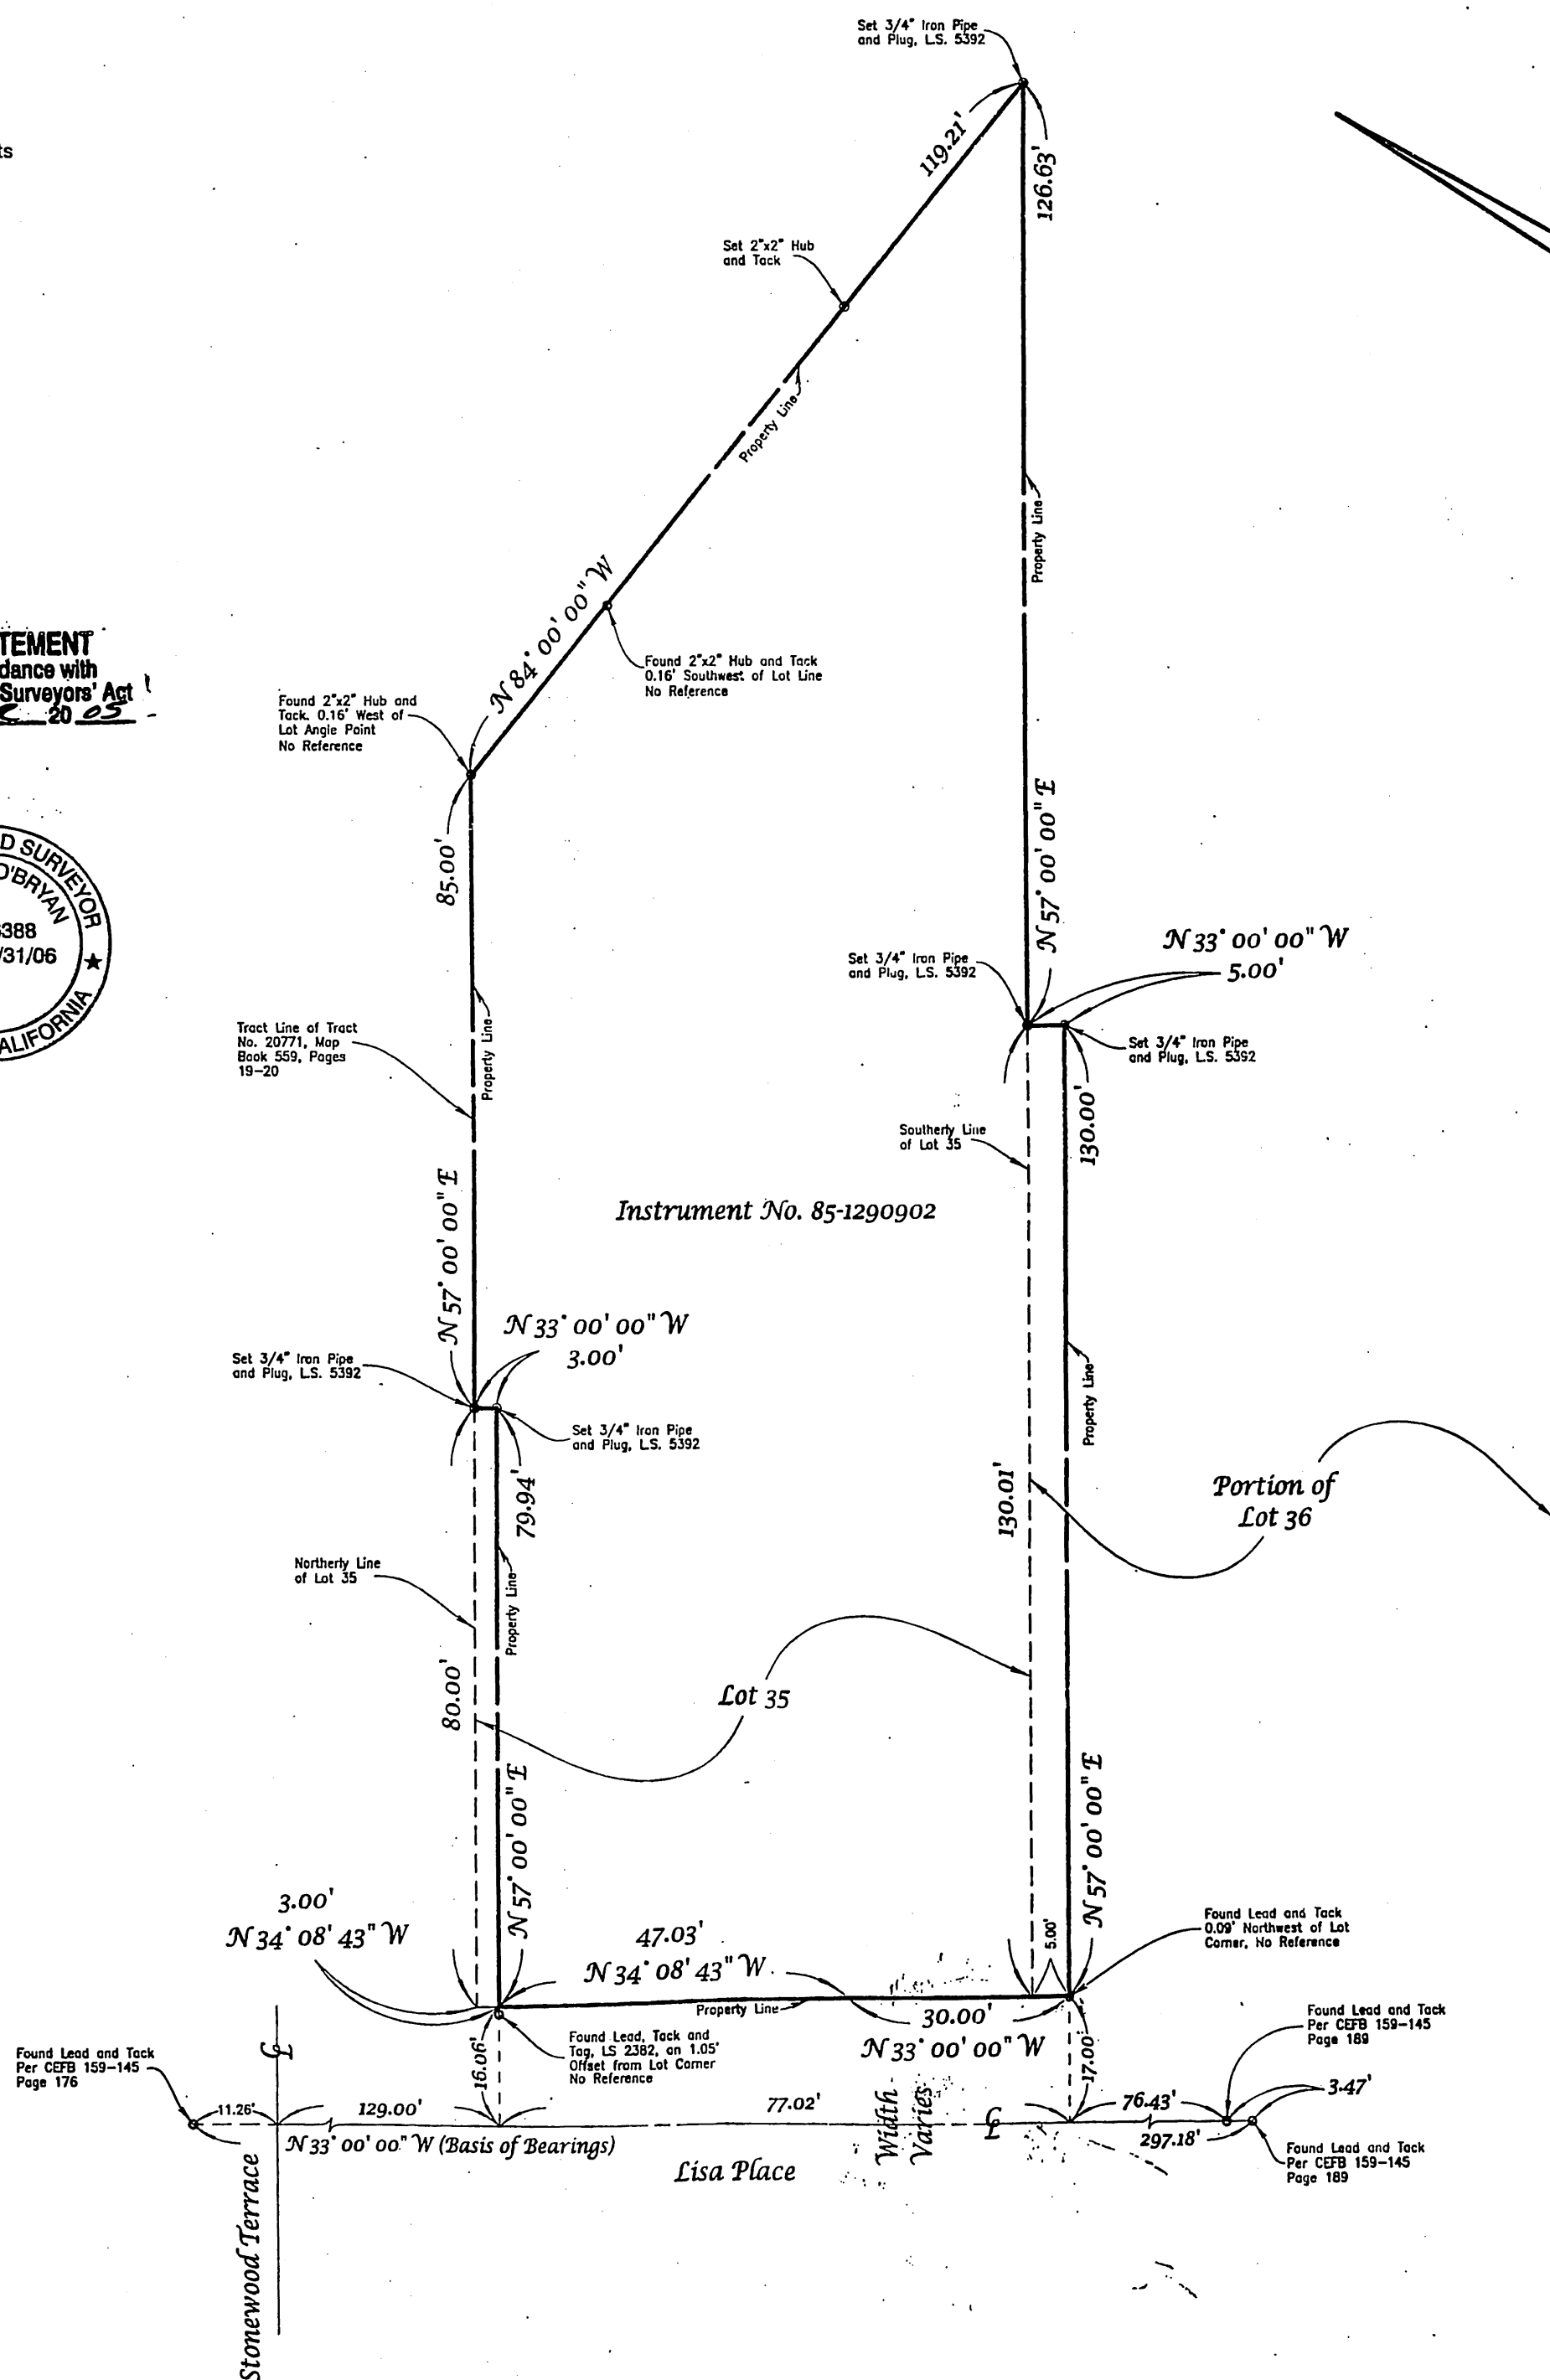 Set 3/4" Iron Pipe
and Plug, L.S. 5392
119.21'
126.63'
ts
Set 2"x2" Hub
and Tack
Property Line
Property Line
N 84° 00' 00" W
Found 2"x2" Hub and Tack
0.16' Southwest of Lot Line
No Reference
TEMENT
dance with
Surveyors' Act
20 05
Found 2"x2" Hub and
Tack. 0.16' West of
Lot Angle Point
No Reference
85.00'
D SURVEYOR
O'BRYAN
388
/31/06
ALIFORNIA
N 57° 00' 00" E
N 33° 00' 00" W
5.00'
Set 3/4" Iron Pipe
and Plug, L.S. 5392
Set 3/4" Iron Pipe
and Plug, L.S. 5392
Tract Line of Tract
No. 20771, Map
Book 559, Pages
19-20
Property Line
130.00'
Southerly Line
of Lot 35
N 57° 00' 00" E
Instrument No. 85-1290902
N 33° 00' 00" W
3.00'
Set 3/4" Iron Pipe
and Plug, L.S. 5392
Property Line
Set 3/4" Iron Pipe
and Plug, L.S. 5392
79.94'
130.01'
Portion of
Lot 36
Northerly Line
of Lot 35
Property Line
80.00'
Lot 35
N 57° 00' 00" E
N 57° 00' 00" E
3.00'
N 34° 08' 43" W
47.03'
N 34° 08' 43" W
5.00'
Found Lead and Tack
0.09' Northwest of Lot
Corner, No Reference
Property Line
30.00'
N 33° 00' 00" W
17.00'
Found Lead and Tack
Per CEFB 159-145
Page 189
Found Lead, Tack and
Tag, LS 2382, on 1.05'
Offset from Lot Corner
No Reference
16.06'
CL
Found Lead and Tack
Per CEFB 159-145
Page 176
11.26'
129.00'
77.02'
Width
Varies
CL
76.43'
3.47'
297.18'
N 33° 00' 00" W (Basis of Bearings)
Found Lead and Tack
Per CEFB 159-145
Page 189
Lisa Place
Stonewood Terrace